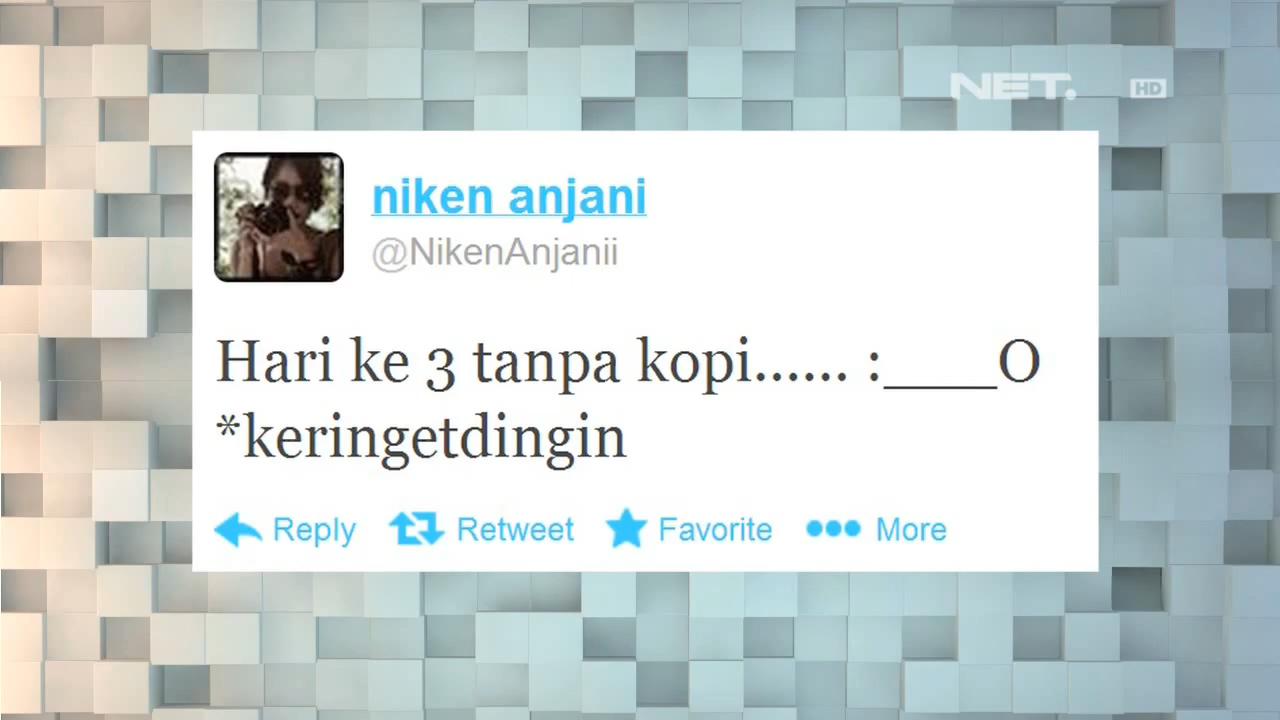 NET.
HD
niken anjani
@NikenAnjanii
Hari ke 3 tanpa kopi...... :____O
*keringetdingin
Reply Retweet Favorite More